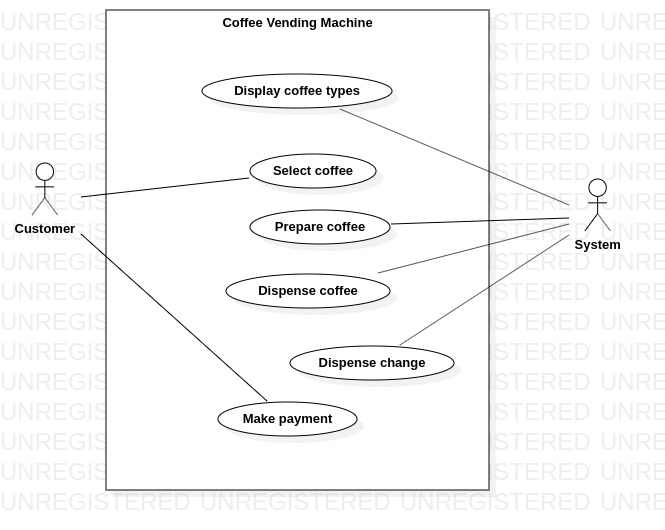 Coffee Vending Machine
Display coffee types
Select coffee
Customer
Prepare coffee
System
Dispense coffee
Dispense change
Make payment
UNREGISTERED UNREGISTERED UNREGISTERED UNRE